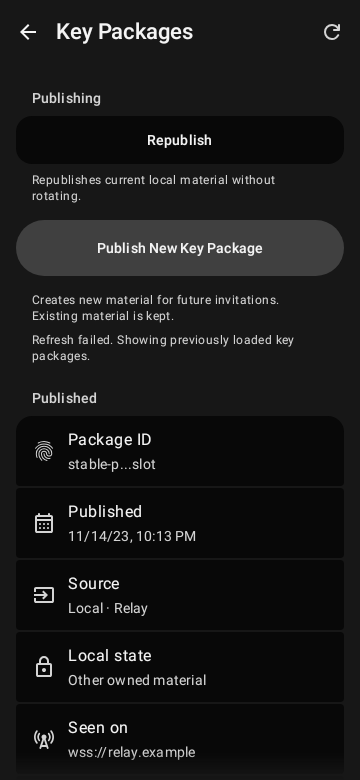 Key Packages
Publishing
Republish
Republishes current local material without
rotating.
Publish New Key Package
Creates new material for future invitations.
Existing material is kept.
Refresh failed. Showing previously loaded key
packages.
Published
Package ID
stable-p...slot
Published
11/14/23, 10:13 PM
Source
Local · Relay
Local state
Other owned material
Seen on
wss://relay.example